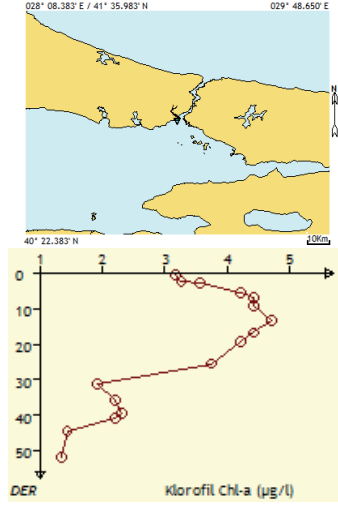 028° 08.383' E / 41° 35.983' N 029° 48.650' E
N
40° 22.383' N 10Km
0 1 2 3 4 5
10
20
30
40
50
DER Klorofil Chl-a (µg/l)